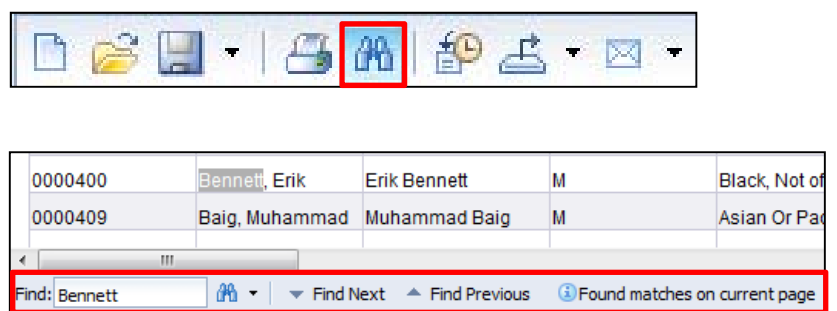 0000400 Bennett, Erik Erik Bennett M Black, Not of
0000409 Baig, Muhammad Muhammad Baig M Asian Or Pac
Find: Bennett Find Next Find Previous Found matches on current page